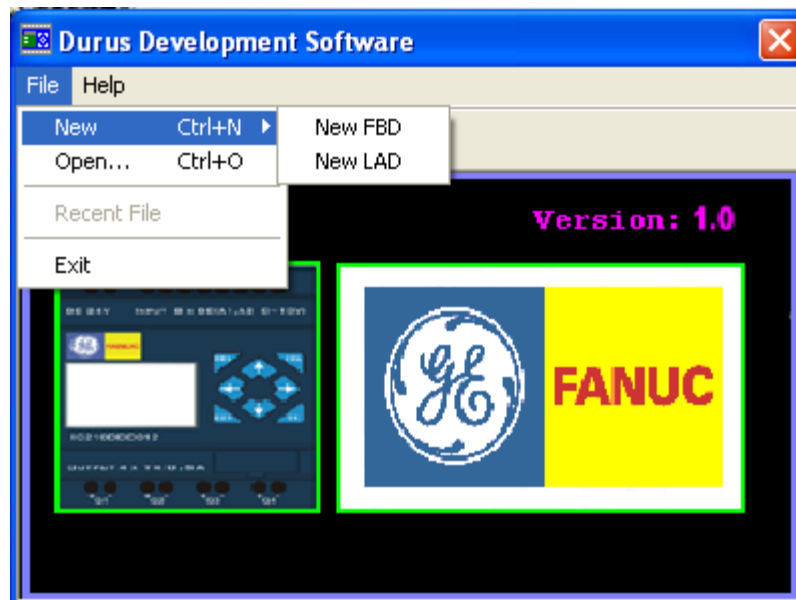 Durus Development Software
File Help
New Ctrl+N New FBD
Open... Ctrl+O New LAD
Recent File
Exit
Version: 1.0
GE FANUC